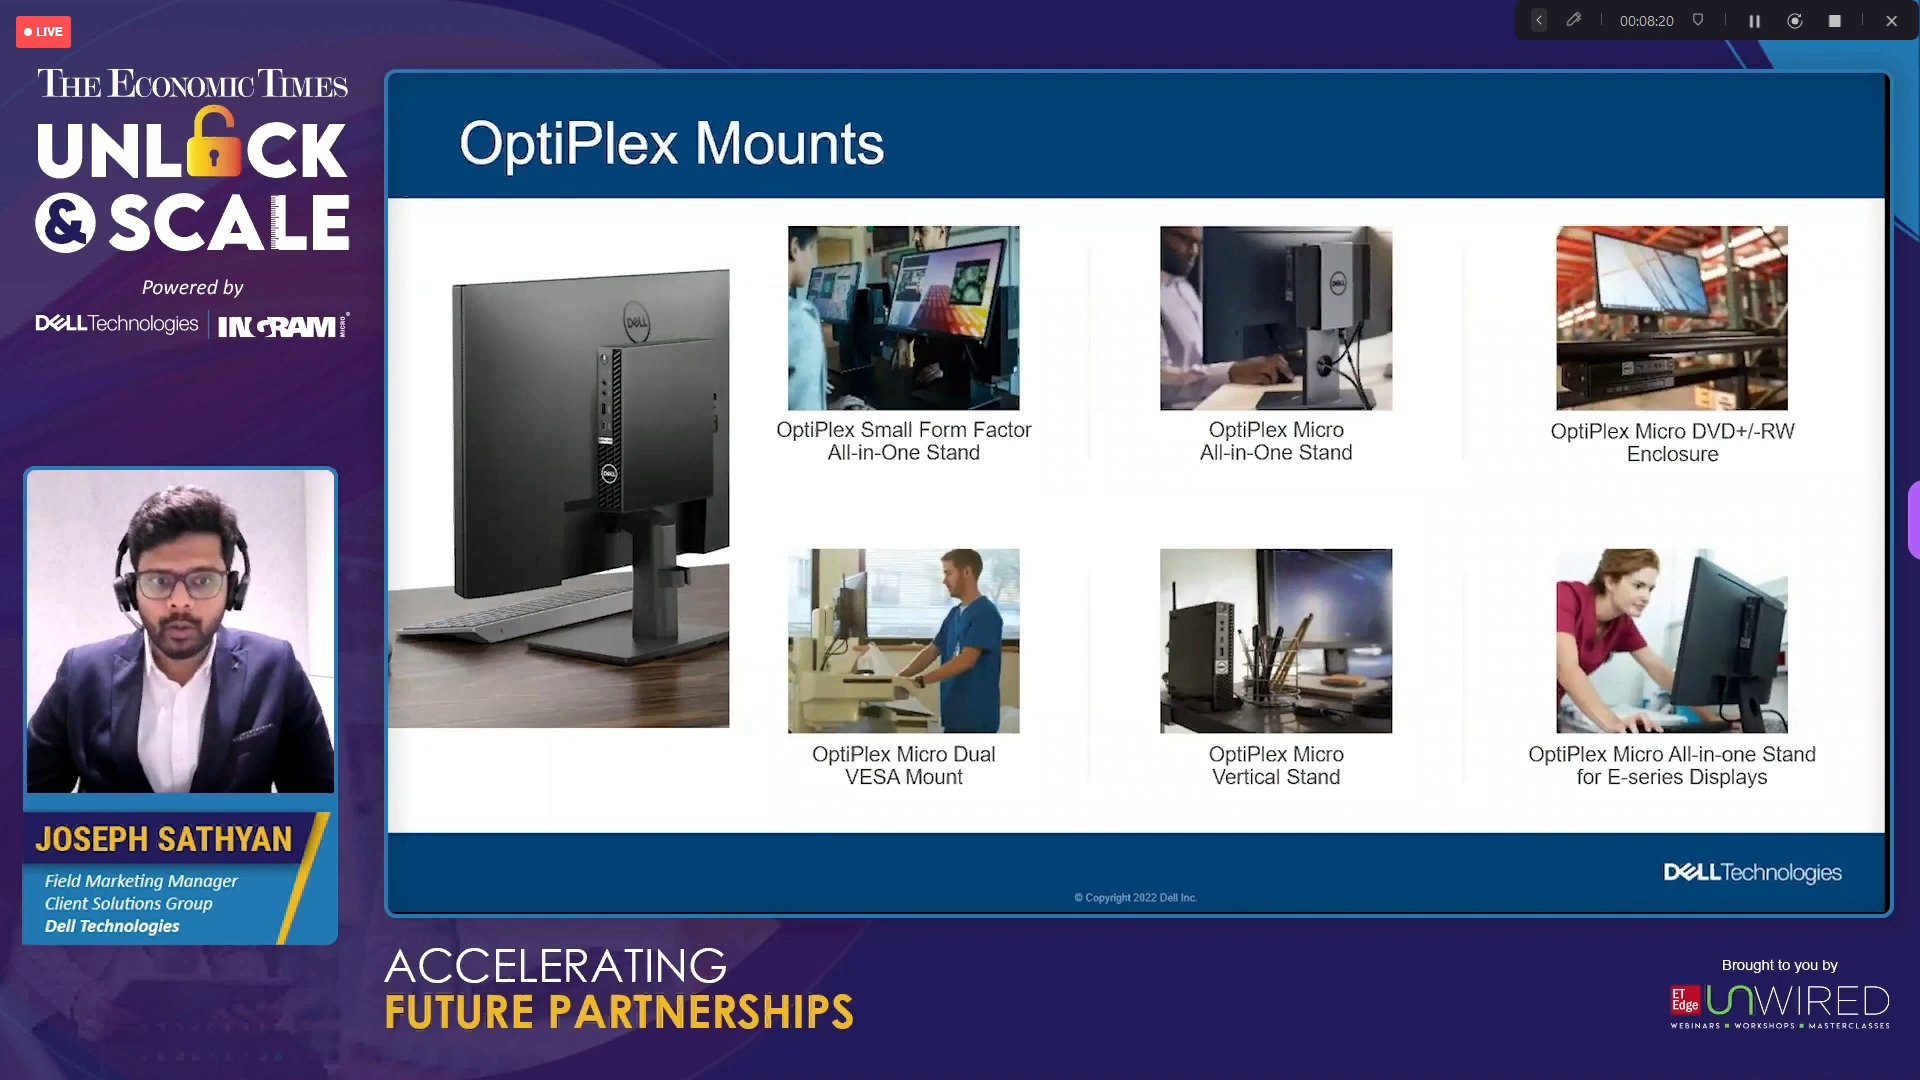 LIVE
00:08:20
THE ECONOMIC TIMES
UNLOCK
& SCALE
Powered by
DELLTechnologies
INGRAM MICRO
OptiPlex Mounts
DELL
DELL
DELL
OptiPlex Small Form Factor
All-in-One Stand
OptiPlex Micro
All-in-One Stand
OptiPlex Micro DVD+/-RW
Enclosure
OptiPlex Micro Dual
VESA Mount
OptiPlex Micro
Vertical Stand
OptiPlex Micro All-in-one Stand
for E-series Displays
DELLTechnologies
© Copyright 2022 Dell Inc.
JOSEPH SATHYAN
Field Marketing Manager
Client Solutions Group
Dell Technologies
ACCELERATING
FUTURE PARTNERSHIPS
Brought to you by
ET Edge UNWIRED
WEBINARS ▪ WORKSHOPS ▪ MASTERCLASSES